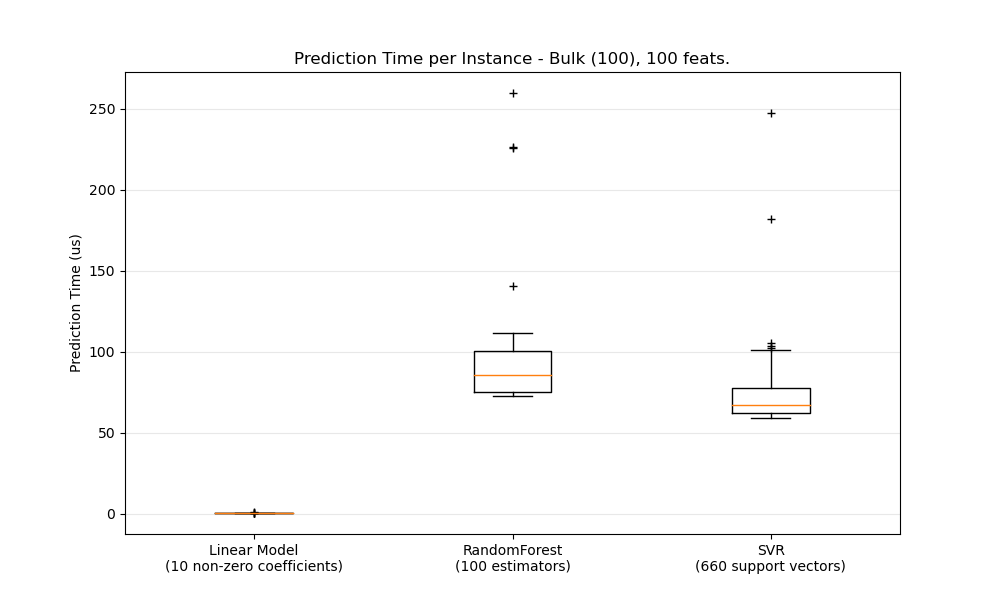 Prediction Time per Instance - Bulk (100), 100 feats.
Prediction Time (us)
250
200
150
100
50
0
Linear Model
(10 non-zero coefficients)
RandomForest
(100 estimators)
SVR
(660 support vectors)